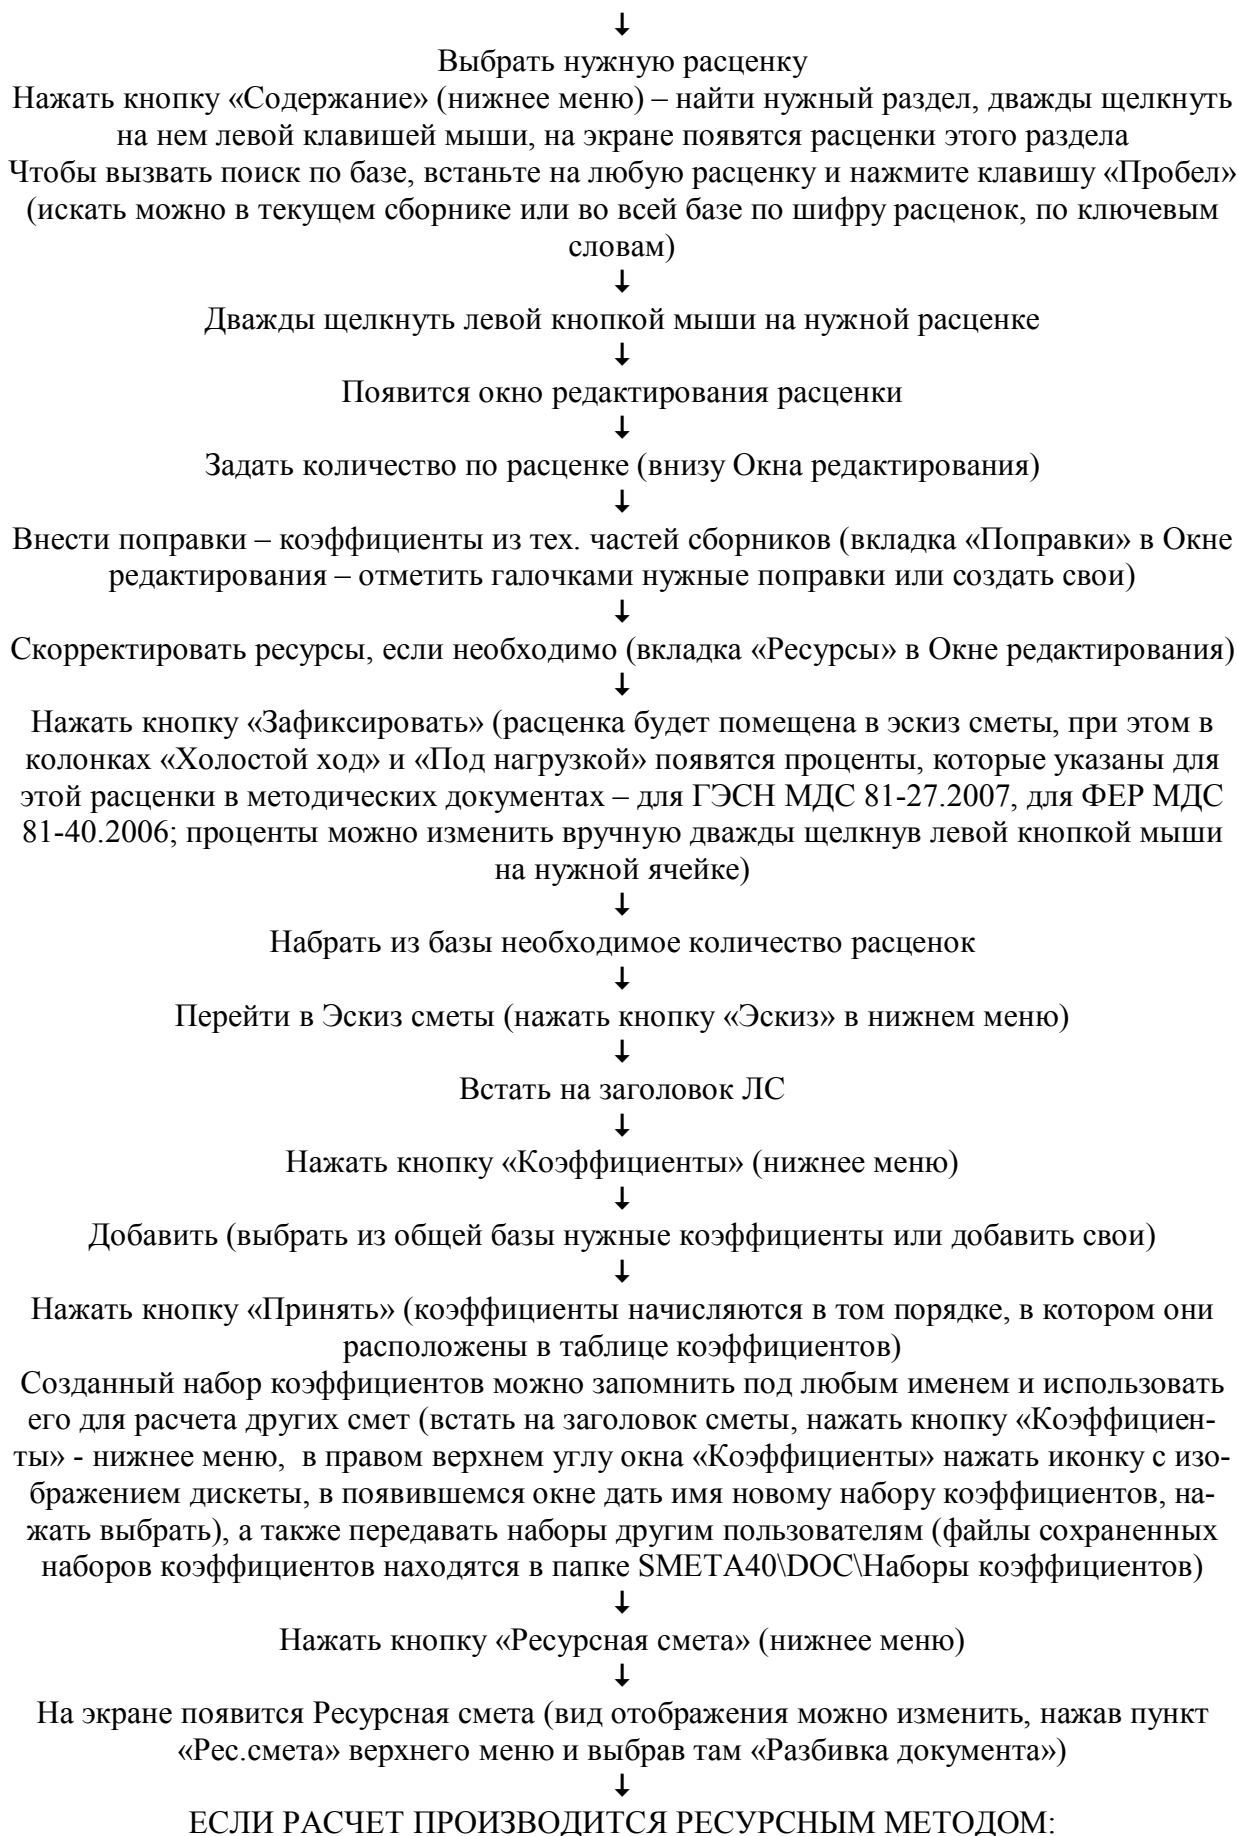 ↓
Выбрать нужную расценку
Нажать кнопку «Содержание» (нижнее меню) – найти нужный раздел, дважды щелкнуть
на нем левой клавишей мыши, на экране появятся расценки этого раздела
Чтобы вызвать поиск по базе, встаньте на любую расценку и нажмите клавишу «Пробел»
(искать можно в текущем сборнике или во всей базе по шифру расценок, по ключевым
словам)
↓
Дважды щелкнуть левой кнопкой мыши на нужной расценке
↓
Появится окно редактирования расценки
↓
Задать количество по расценке (внизу Окна редактирования)
↓
Внести поправки – коэффициенты из тех. частей сборников (вкладка «Поправки» в Окне
редактирования – отметить галочками нужные поправки или создать свои)
↓
Скорректировать ресурсы, если необходимо (вкладка «Ресурсы» в Окне редактирования)
↓
Нажать кнопку «Зафиксировать» (расценка будет помещена в эскиз сметы, при этом в
колонках «Холостой ход» и «Под нагрузкой» появятся проценты, которые указаны для
этой расценки в методических документах – для ГЭСН МДС 81-27.2007, для ФЕР МДС
81-40.2006; проценты можно изменить вручную дважды щелкнув левой кнопкой мыши
на нужной ячейке)
↓
Набрать из базы необходимое количество расценок
↓
Перейти в Эскиз сметы (нажать кнопку «Эскиз» в нижнем меню)
↓
Встать на заголовок ЛС
↓
Нажать кнопку «Коэффициенты» (нижнее меню)
↓
Добавить (выбрать из общей базы нужные коэффициенты или добавить свои)
↓
Нажать кнопку «Принять» (коэффициенты начисляются в том порядке, в котором они
расположены в таблице коэффициентов)
Созданный набор коэффициентов можно запомнить под любым именем и использовать
его для расчета других смет (встать на заголовок сметы, нажать кнопку «Коэффициен-
ты» - нижнее меню,  в правом верхнем углу окна «Коэффициенты» нажать иконку с изо-
бражением дискеты, в появившемся окне дать имя новому набору коэффициентов, на-
жать выбрать), а также передавать наборы другим пользователям (файлы сохраненных
наборов коэффициентов находятся в папке SMETA40\DOC\Наборы коэффициентов)
↓
Нажать кнопку «Ресурсная смета» (нижнее меню)
↓
На экране появится Ресурсная смета (вид отображения можно изменить, нажав пункт
«Рес.смета» верхнего меню и выбрав там «Разбивка документа»)
↓
ЕСЛИ РАСЧЕТ ПРОИЗВОДИТСЯ РЕСУРСНЫМ МЕТОДОМ: